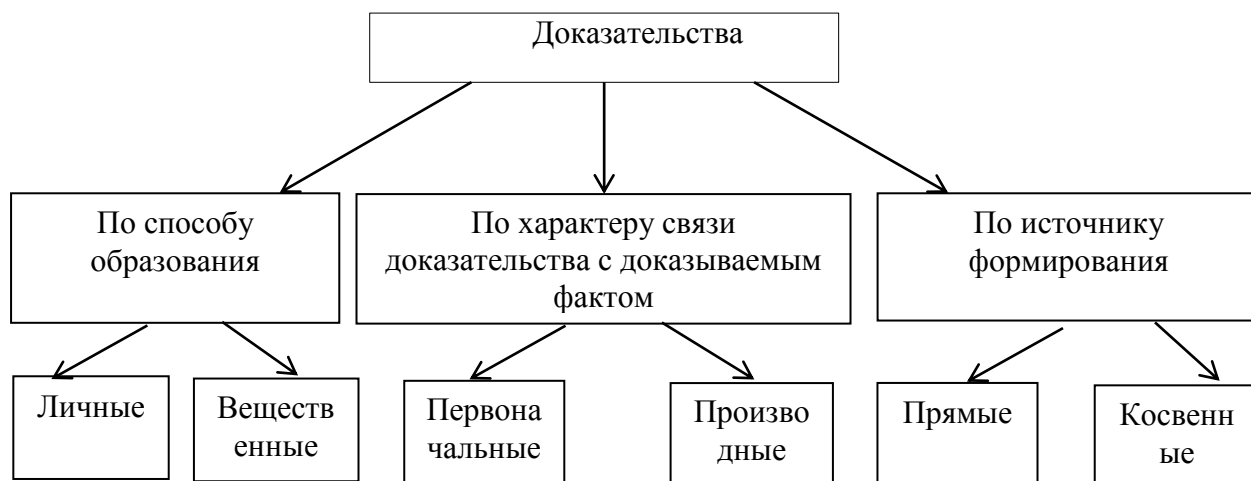 Доказательства
По способу
образования
По характеру связи
доказательства с доказываемым
фактом
По источнику
формирования
Личные
Веществ
енные
Первона
чальные
Произво
дные
Прямые
Косвенн
ые